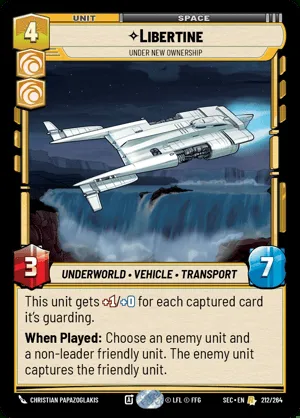 UNIT SPACE
4
✧LIBERTINE
UNDER NEW OWNERSHIP
3
7
UNDERWORLD • VEHICLE • TRANSPORT
This unit gets +1/+0 for each captured card
it's guarding.
When Played: Choose an enemy unit and
a non-leader friendly unit. The enemy unit
captures the friendly unit.
CHRISTIAN PAPAZOGLAKIS © LFL © FFG SEC • EN R 212/264